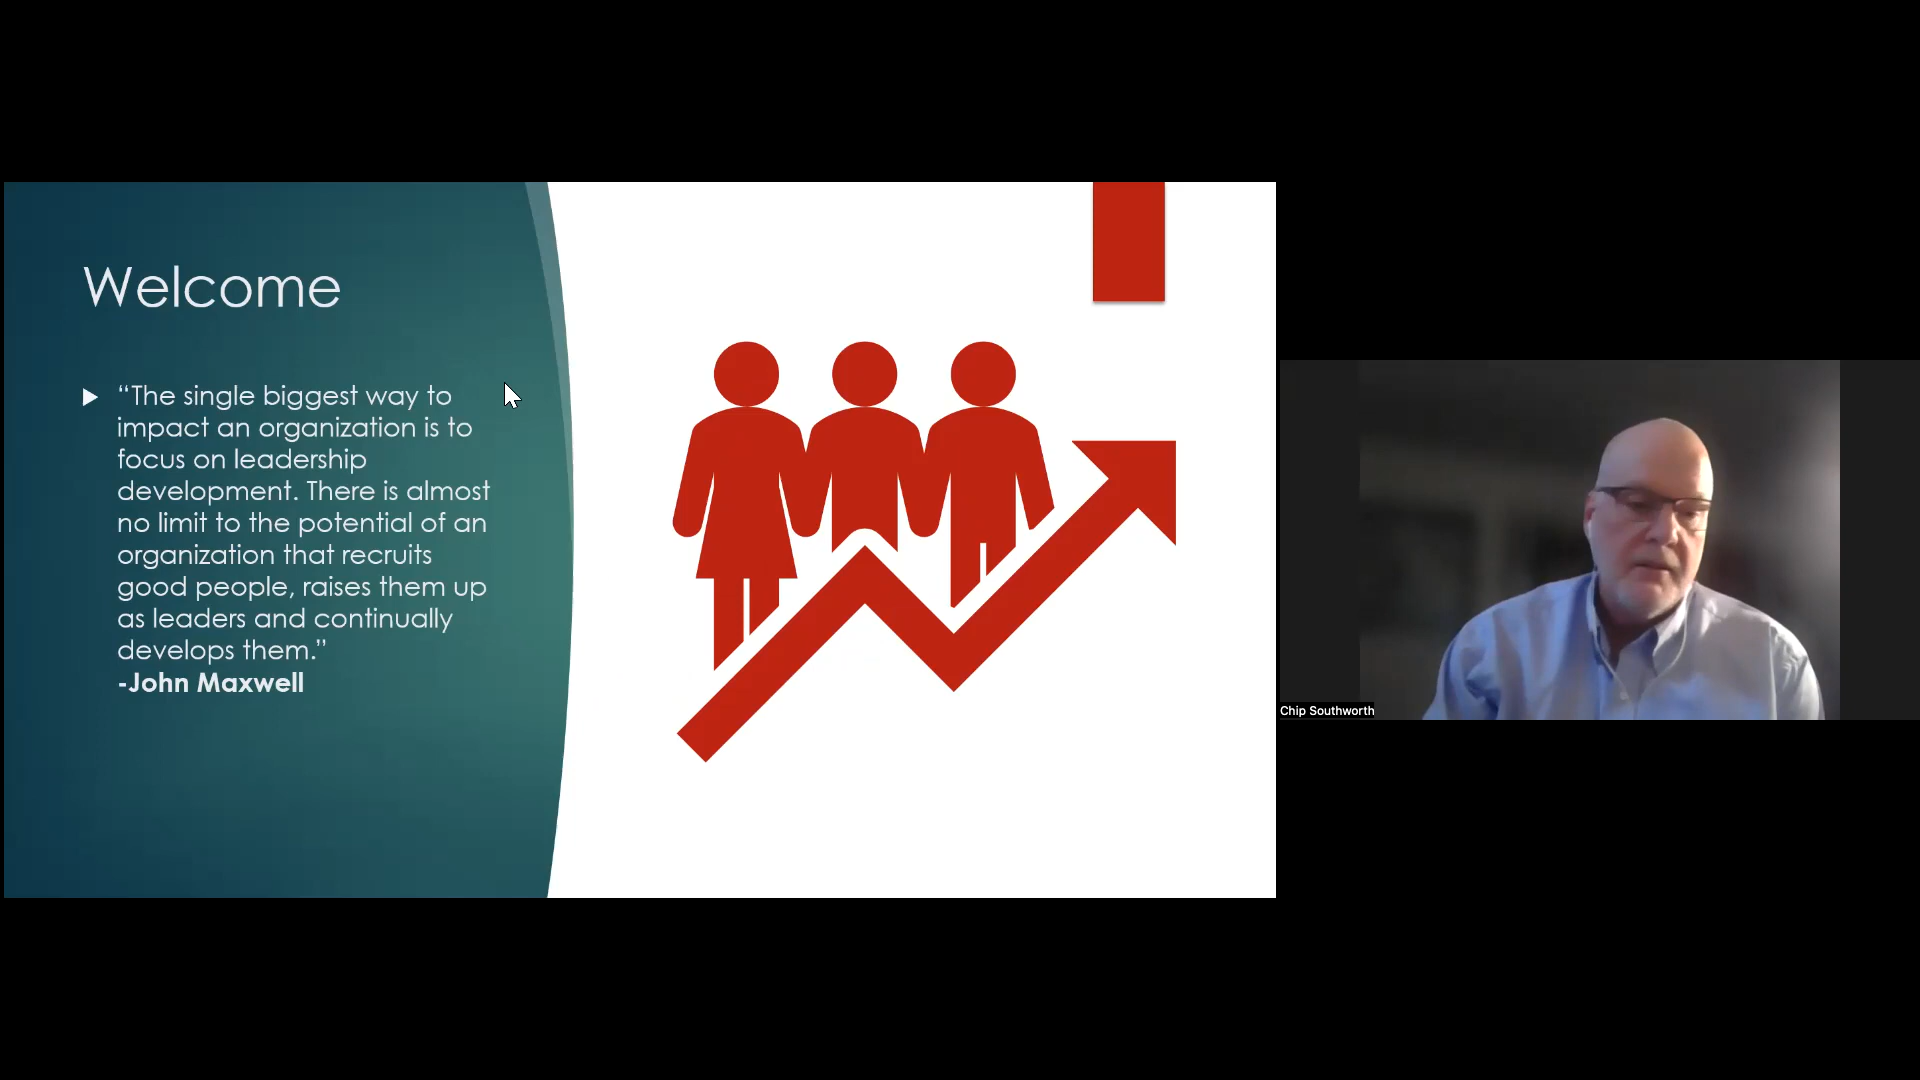 Welcome
“The single biggest way to
impact an organization is to
focus on leadership
development. There is almost
no limit to the potential of an
organization that recruits
good people, raises them up
as leaders and continually
develops them.”
-John Maxwell
Chip Southworth